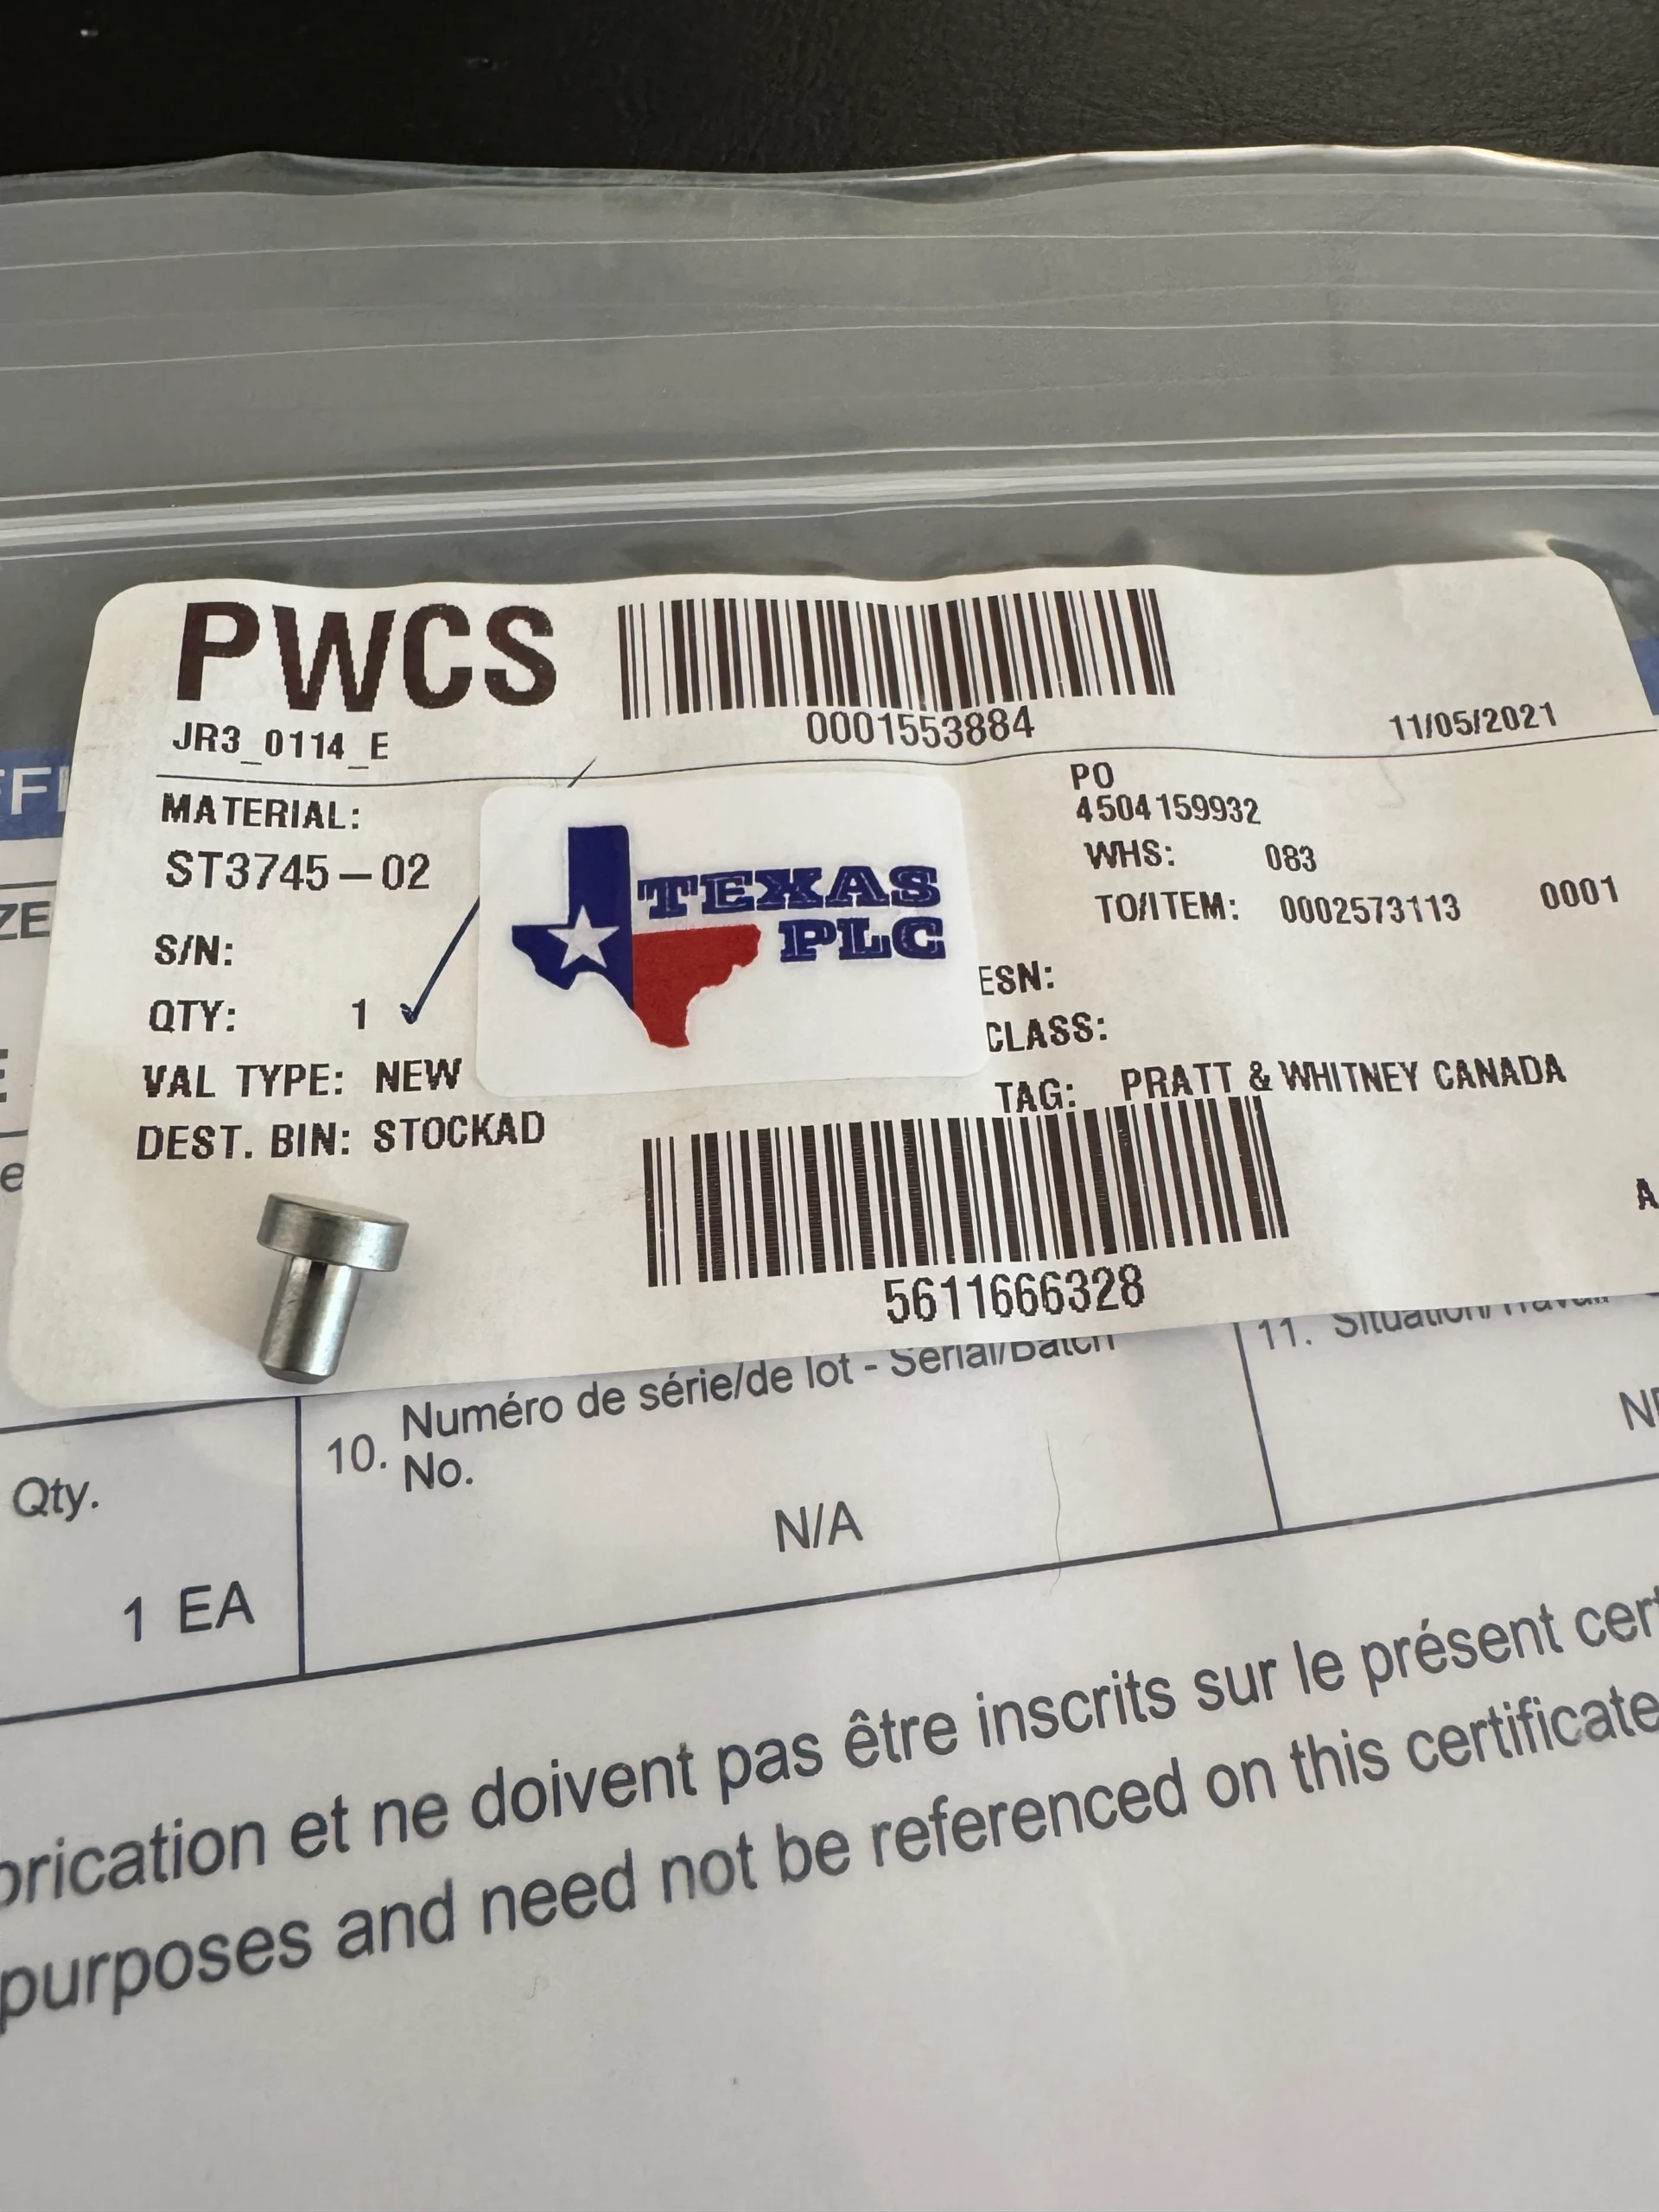 PWCS
JR3_0114_E
0001553884
11/05/2021
MATERIAL:
ST3745-02
S/N:
QTY: 1
VAL TYPE: NEW
DEST. BIN: STOCKAD
TEXAS
PLC
PO
4504159932
WHS: 083
TO/ITEM: 0002573113 0001
ESN:
CLASS:
TAG: PRATT & WHITNEY CANADA
5611666328
Qty.
1 EA
10. Numéro de série/de lot - Serial/Batch
No.
N/A
11. Situation/Travaux
et ne doivent pas être inscrits sur le présent
purposes and need not be referenced on this certificate